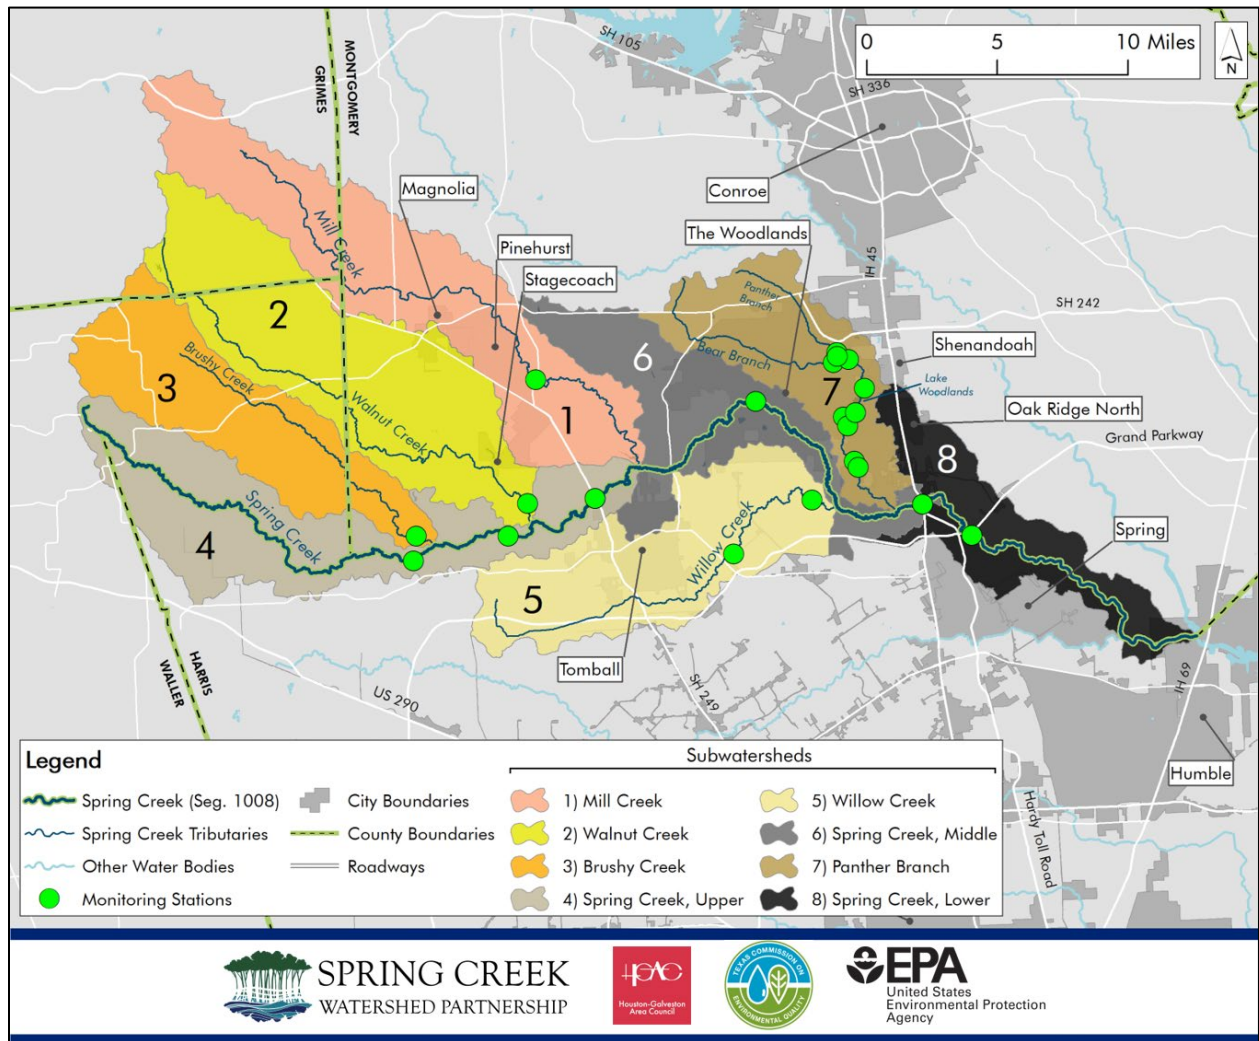 0 5 10 Miles
N
SH 105
MONTGOMERY
GRIMES
SH 336
Magnolia
Conroe
Mill Creek
Pinehurst
The Woodlands
Stagecoach
IH 45
Panther
Branch
SH 242
2
6
Shenandoah
Bear Branch
Brushy Creek
3
7
Lake
Woodlands
Oak Ridge North
Walnut Creek
1
Grand Parkway
8
Spring Creek
4
Spring
Willow Creek
5
HARRIS
WALLER
Tomball
US 290
SH 249
IH 69
Humble
Hardy Toll Road
Legend
Spring Creek (Seg. 1008)
Spring Creek Tributaries
Other Water Bodies
Monitoring Stations
City Boundaries
County Boundaries
Roadways
Subwatersheds
1) Mill Creek
2) Walnut Creek
3) Brushy Creek
4) Spring Creek, Upper
5) Willow Creek
6) Spring Creek, Middle
7) Panther Branch
8) Spring Creek, Lower
SPRING CREEK
WATERSHED PARTNERSHIP
Houston-Galveston
Area Council
TEXAS COMMISSION ON
ENVIRONMENTAL QUALITY
EPA
United States
Environmental Protection
Agency